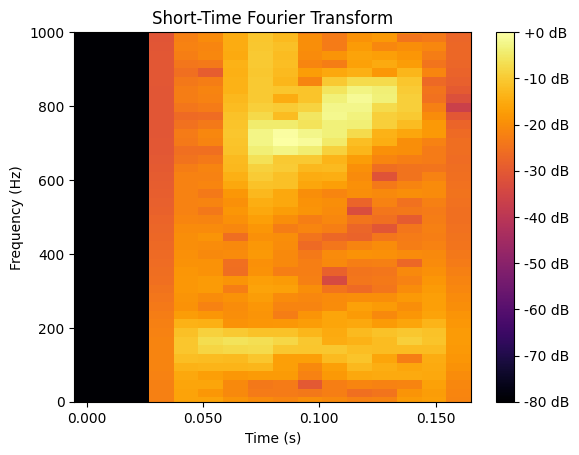 Short-Time Fourier Transform
1000
800
600
400
200
0
Frequency (Hz)
0.000
0.050
0.100
0.150
Time (s)
+0 dB
-10 dB
-20 dB
-30 dB
-40 dB
-50 dB
-60 dB
-70 dB
-80 dB